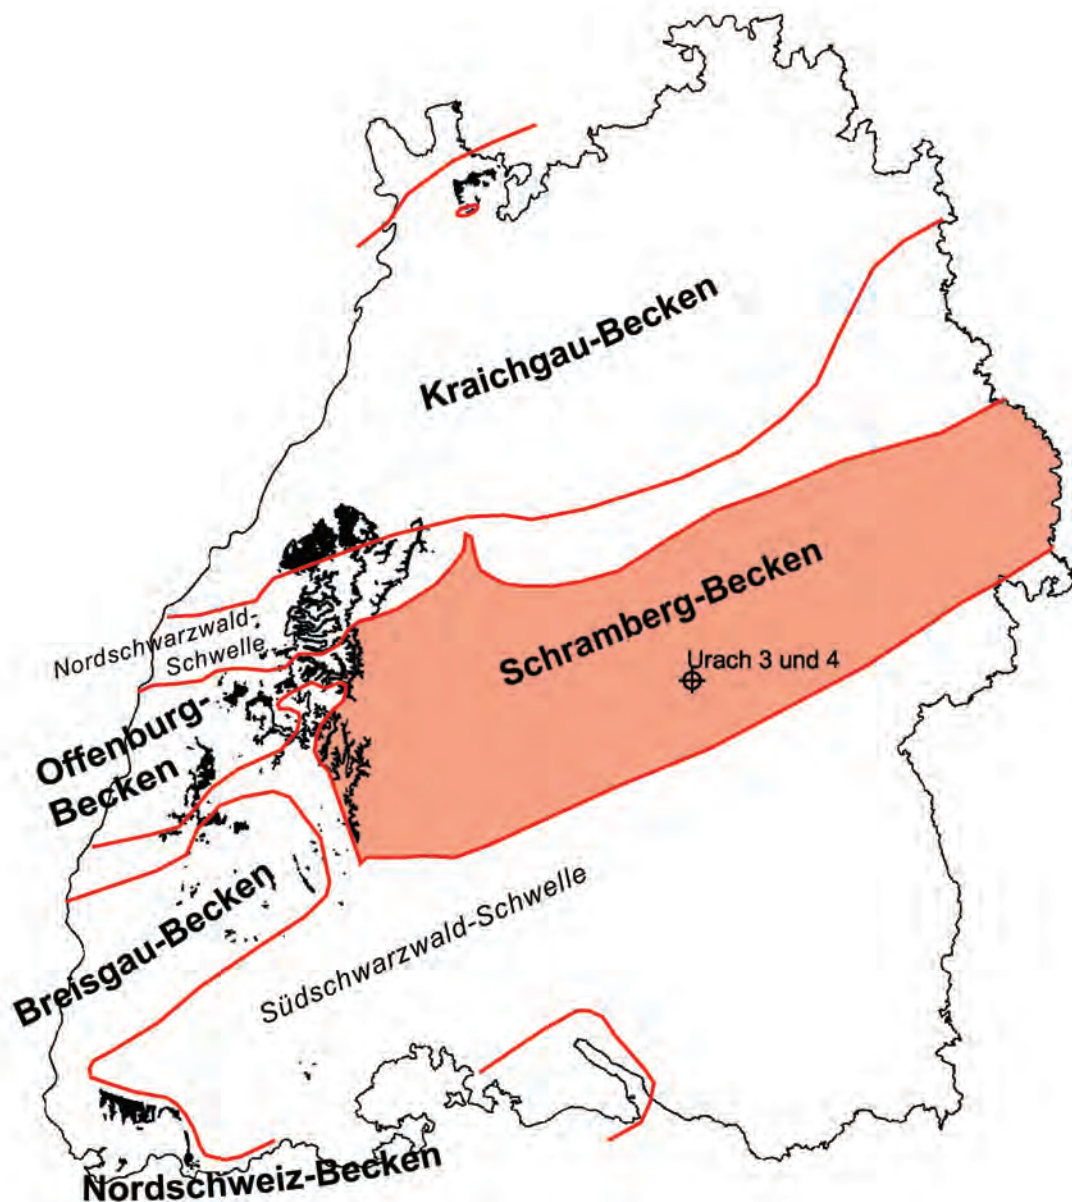 Kraichgau-Becken
Schramberg-Becken
Urach 3 und 4
Nordschwarzwald-
Schwelle
Offenburg-
Becken
Breisgau-Becken
Südschwarzwald-Schwelle
Nordschweiz-Becken